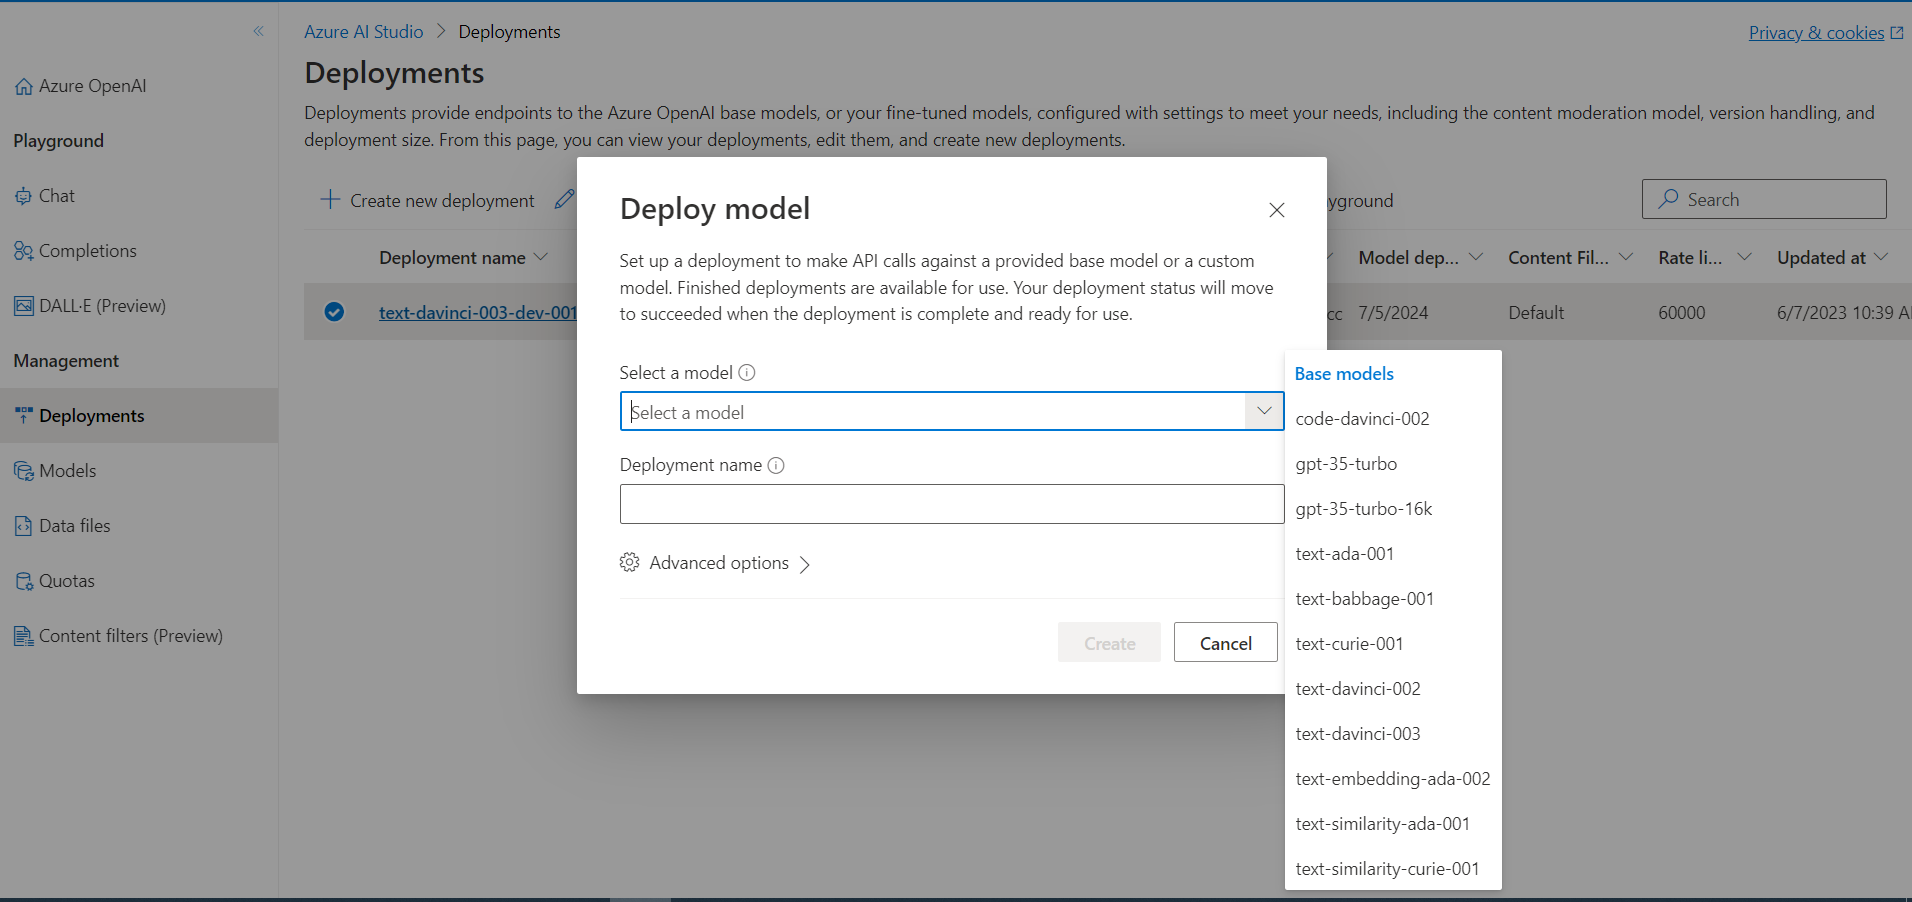 Azure AI Studio > Deployments
Privacy & cookies
Deployments
Deployments provide endpoints to the Azure OpenAI base models, or your fine-tuned models, configured with settings to meet your needs, including the content moderation model, version handling, and
deployment size. From this page, you can view your deployments, edit them, and create new deployments.
Azure OpenAI
Playground
Chat
Completions
DALL·E (Preview)
Management
Deployments
Models
Data files
Quotas
Content filters (Preview)
Create new deployment
Search
Deployment name
Model dep...
Content Fil...
Rate li...
Updated at
text-davinci-003-dev-001
7/5/2024
Default
60000
6/7/2023 10:39
Deploy model
Set up a deployment to make API calls against a provided base model or a custom
model. Finished deployments are available for use. Your deployment status will move
to succeeded when the deployment is complete and ready for use.
Select a model
Select a model
Deployment name
Advanced options
Create
Cancel
Base models
code-davinci-002
gpt-35-turbo
gpt-35-turbo-16k
text-ada-001
text-babbage-001
text-curie-001
text-davinci-002
text-davinci-003
text-embedding-ada-002
text-similarity-ada-001
text-similarity-curie-001